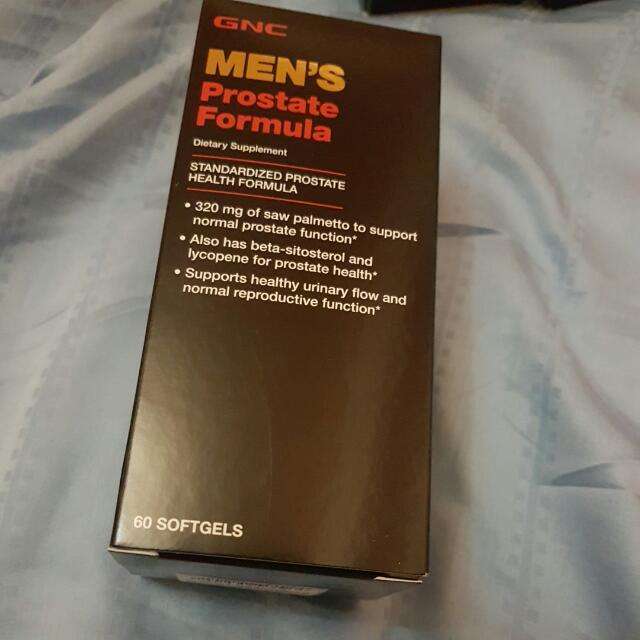 GNC
MEN'S
Prostate
Formula
Dietary Supplement
STANDARDIZED PROSTATE
HEALTH FORMULA
• 320 mg of saw palmetto to support
normal prostate function*
• Also has beta-sitosterol and
lycopene for prostate health*
• Supports healthy urinary flow and
normal reproductive function*
60 SOFTGELS